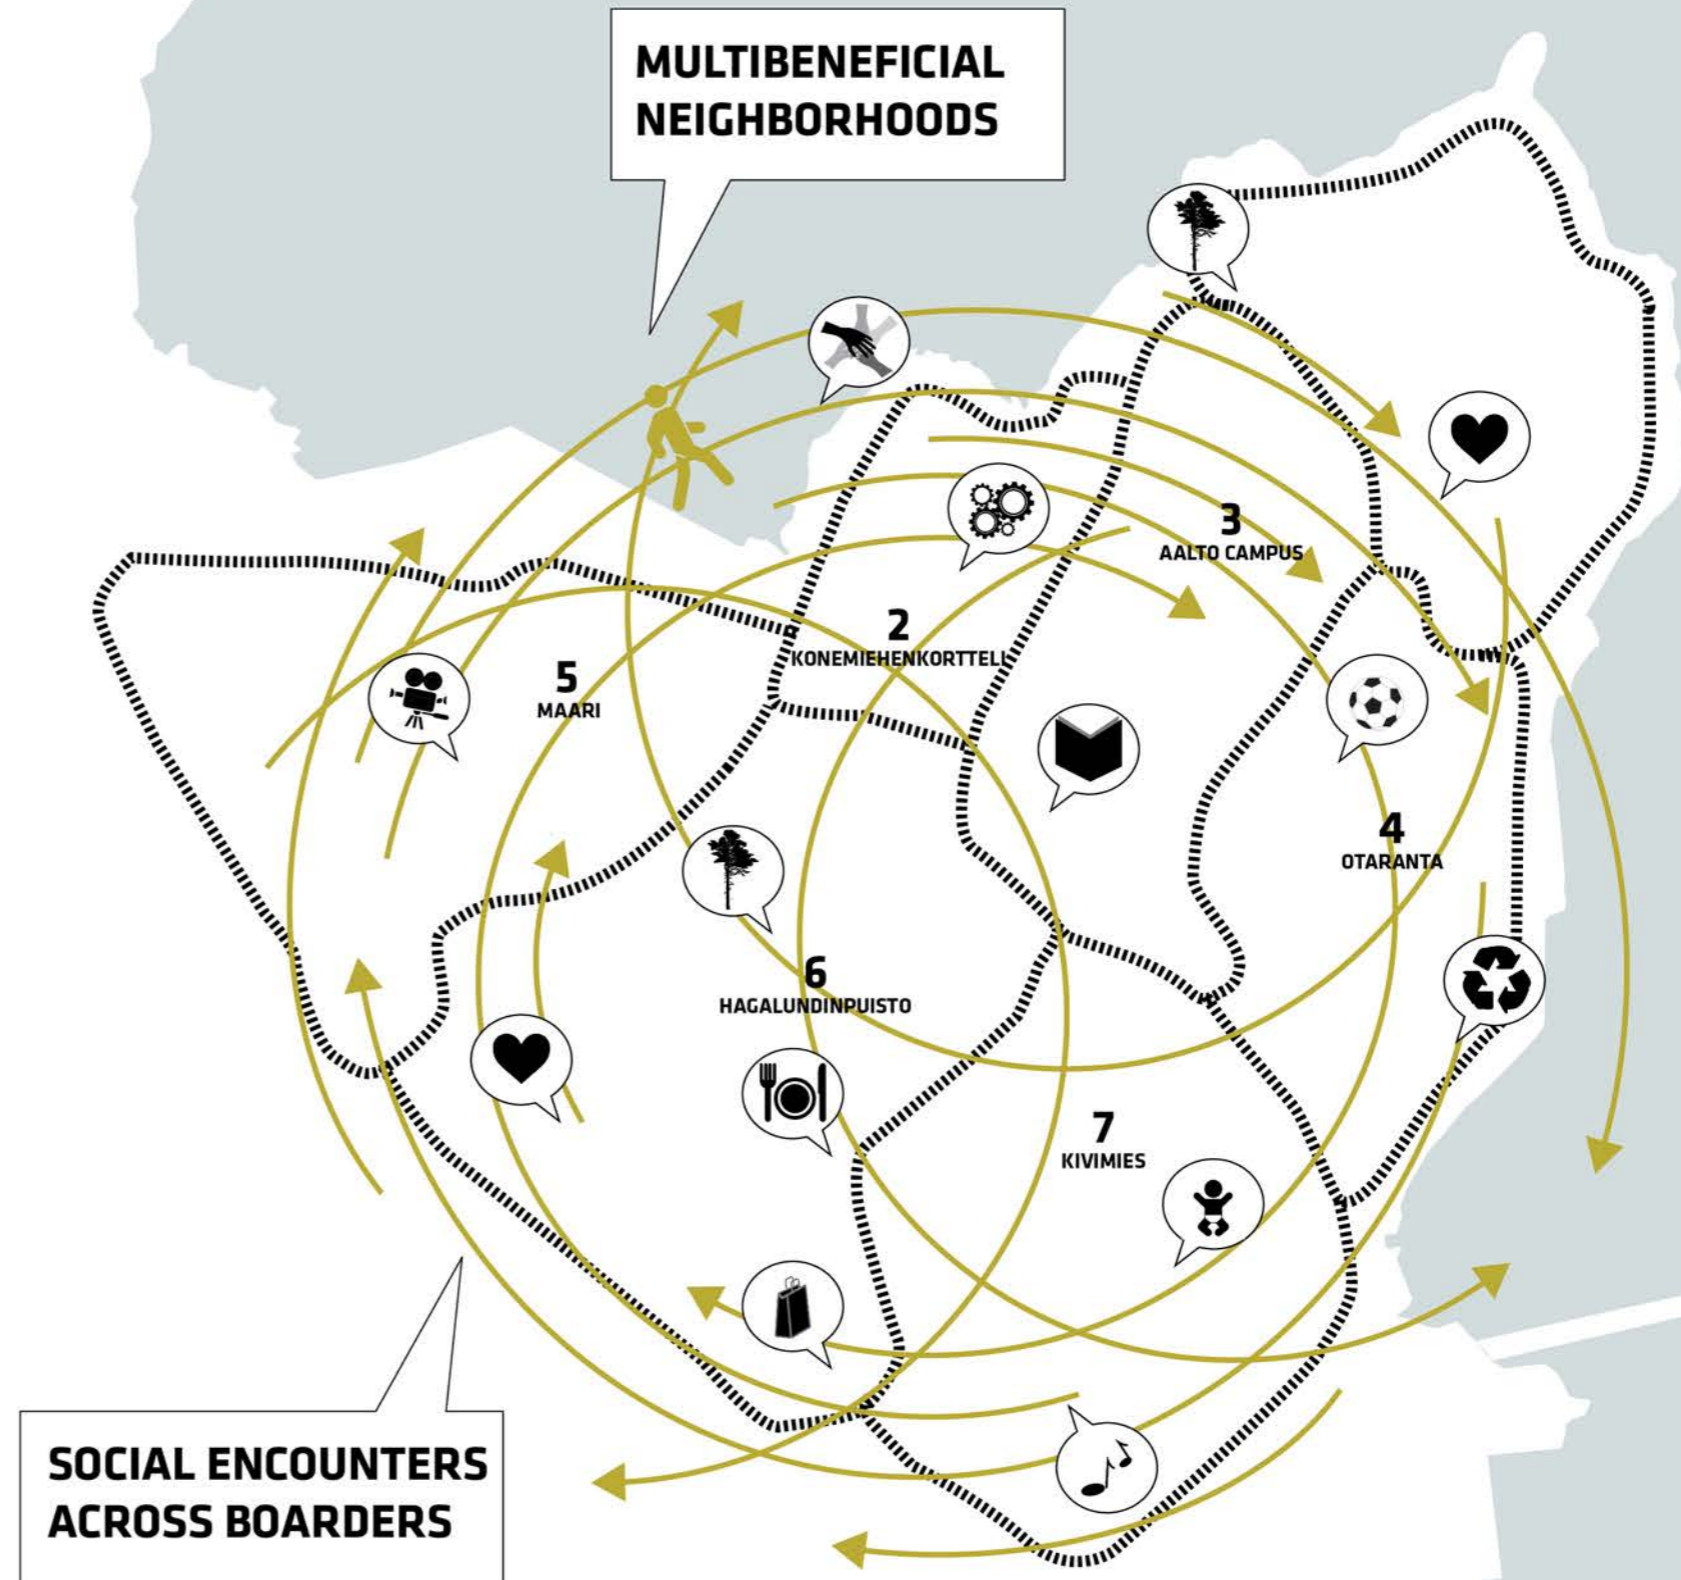 MULTIBENEFICIAL
NEIGHBORHOODS
3
AALTO CAMPUS
2
KONEMIEHENKORTTELI
5
MAARI
4
OTARANTA
6
HAGALUNDINPUISTO
7
KIVIMIES
SOCIAL ENCOUNTERS
ACROSS BOARDERS